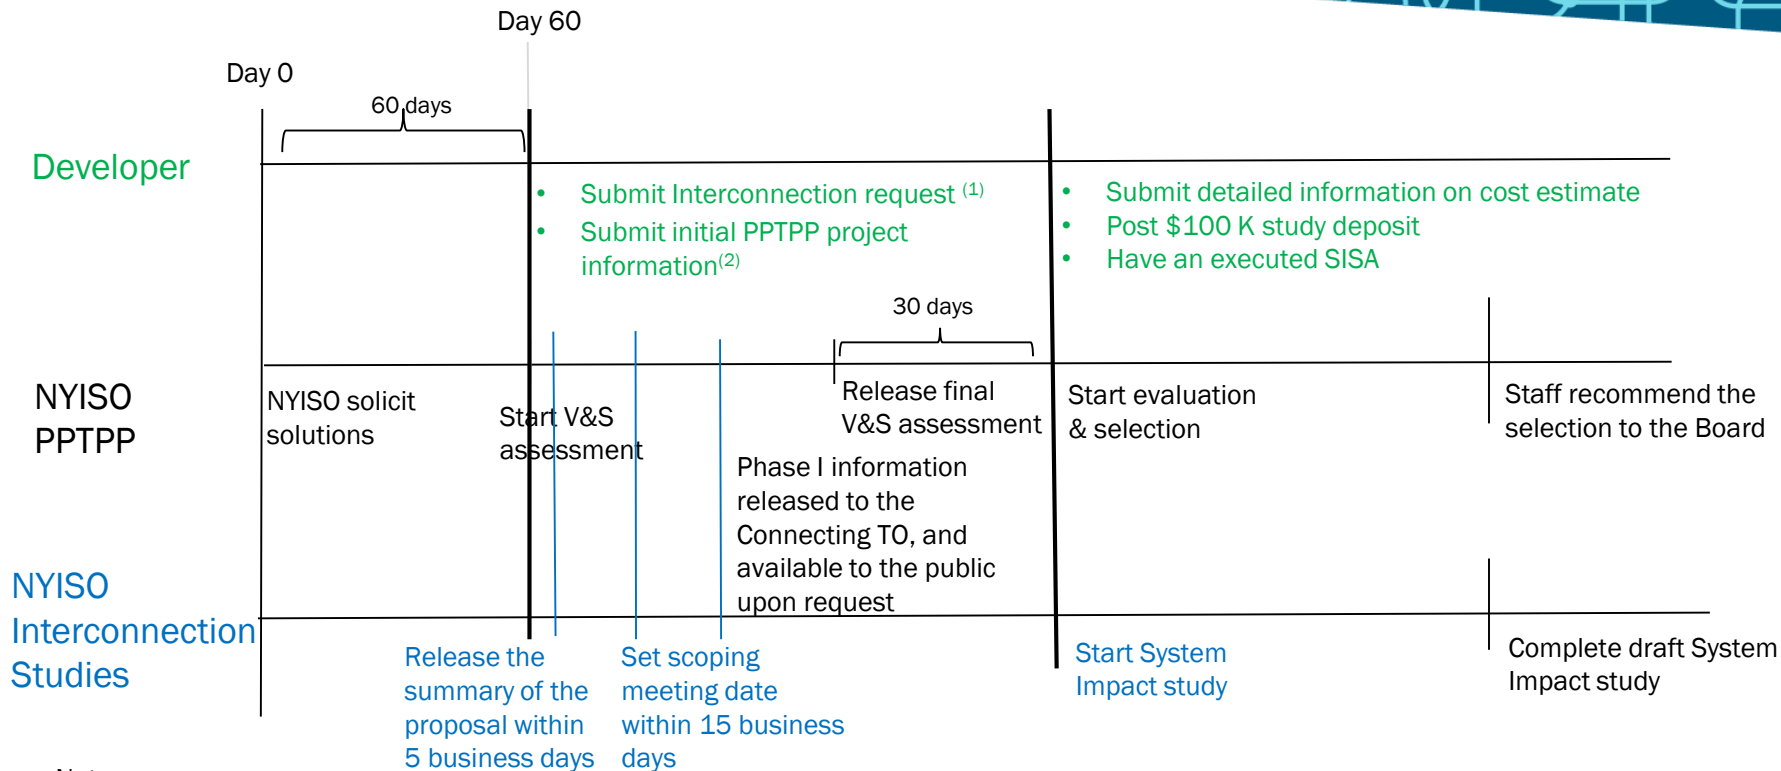 Day 60
Day 0
60 days
Developer
• Submit Interconnection request (1)
• Submit initial PPTPP project
information(2)
• Submit detailed information on cost estimate
• Post $100 K study deposit
• Have an executed SISA
30 days
NYISO
PPTPP
NYISO solicit
solutions
Start V&S
assessment
Release final
V&S assessment
Start evaluation
& selection
Staff recommend the
selection to the Board
Phase I information
released to the
Connecting TO, and
available to the public
upon request
NYISO
Interconnection
Studies
Release the
summary of the
proposal within
5 business days
Set scoping
meeting date
within 15 business
days
Start System
Impact study
Complete draft System
Impact study